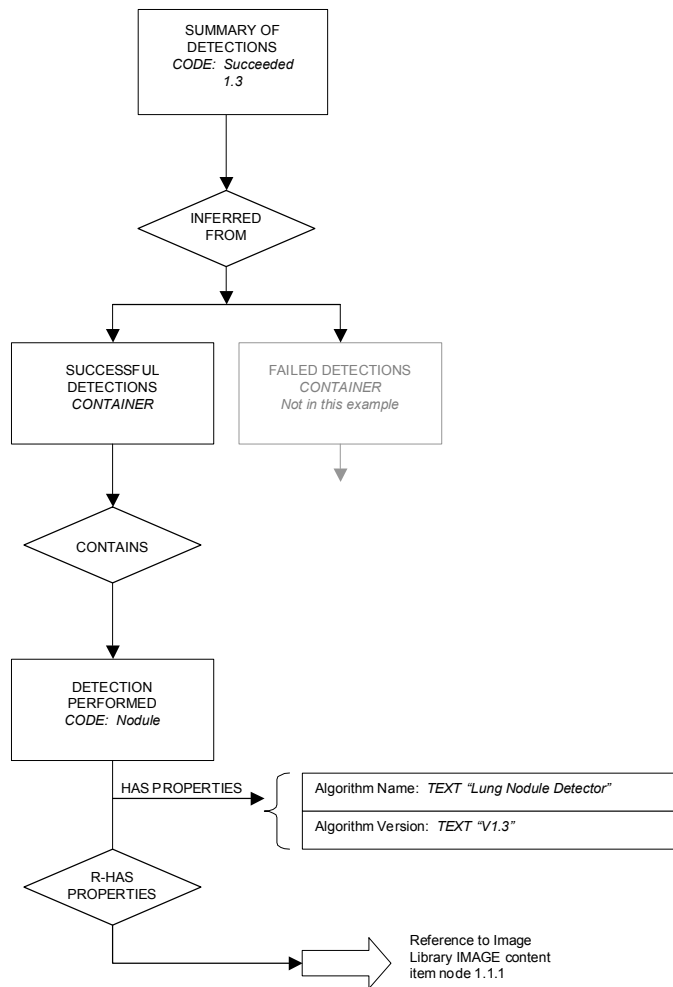 SUMMARY OF
DETECTIONS
CODE: Succeeded
1.3
INFERRED
FROM
SUCCESSFUL
DETECTIONS
CONTAINER
FAILED DETECTIONS
CONTAINER
Not in this example
CONTAINS
DETECTION
PERFORMED
CODE: Nodule
HAS PROPERTIES
Algorithm Name: TEXT “Lung Nodule Detector”
Algorithm Version: TEXT “V1.3”
R-HAS
PROPERTIES
Reference to Image
Library IMAGE content
item node 1.1.1